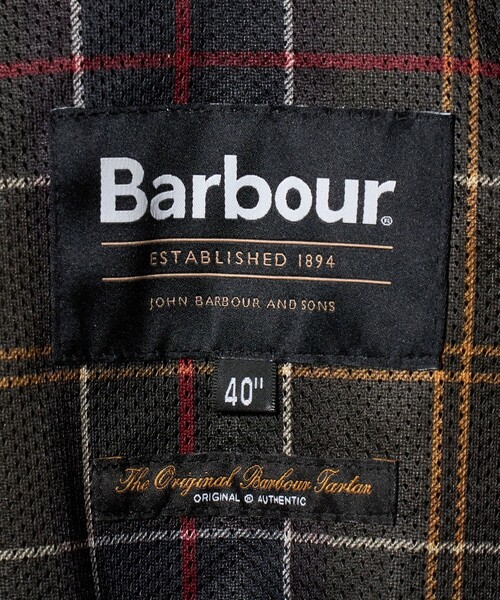 Barbour®
ESTABLISHED 1894
JOHN BARBOUR AND SONS
40"
The Original Barbour Tartan
ORIGINAL ® AUTHENTIC